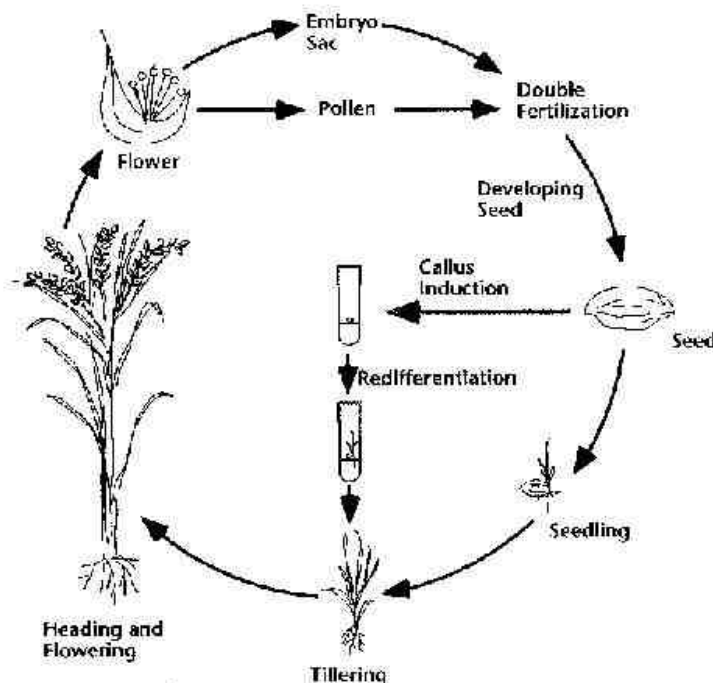 Embryo
Sac
Pollen
Double
Fertilization
Flower
Developing
Seed
Callus
Induction
Seed
Redifferentiation
Seedling
Heading and
Flowering
Tillering